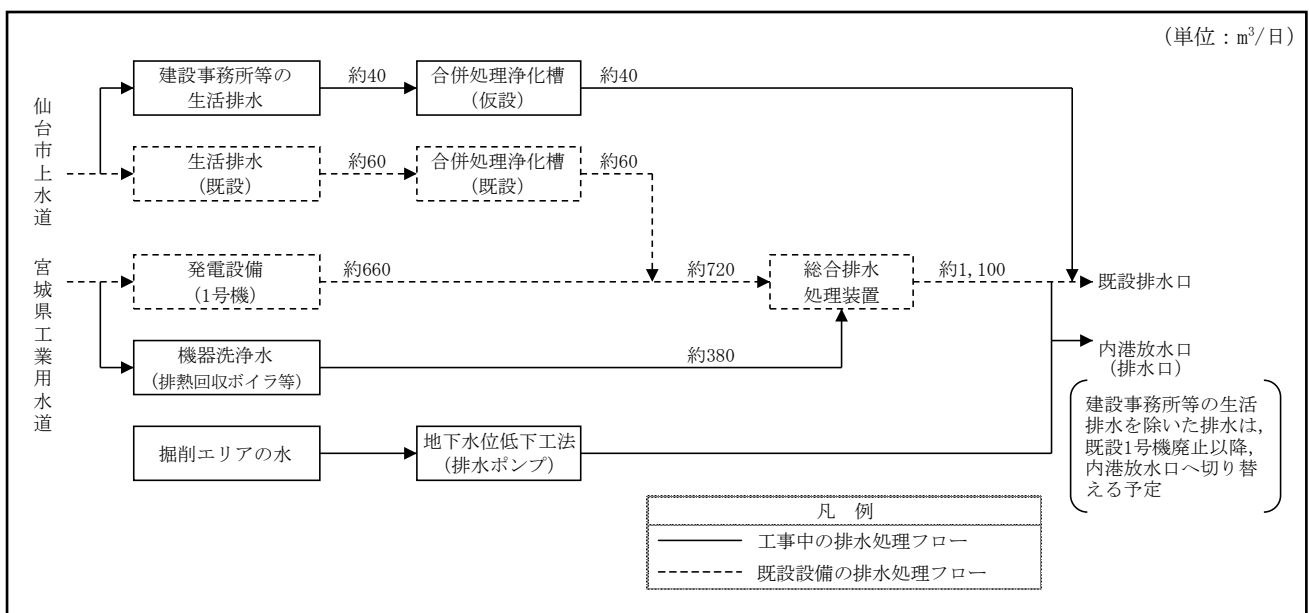 (単位：m³/日)
仙台市上水道
建設事務所等の
生活排水
約40
合併処理浄化槽
(仮設)
約40
生活排水
(既設)
約60
合併処理浄化槽
(既設)
約60
宮城県工業用水道
発電設備
(1号機)
約660
約720
総合排水
処理装置
約1,100
既設排水口
機器洗浄水
(排熱回収ボイラ等)
約380
内港放水口
(排水口)
建設事務所等の生活
排水を除いた排水は，
既設1号機廃止以降，
内港放水口へ切り替
える予定
掘削エリアの水
地下水位低下工法
(排水ポンプ)
凡　例
工事中の排水処理フロー
既設設備の排水処理フロー